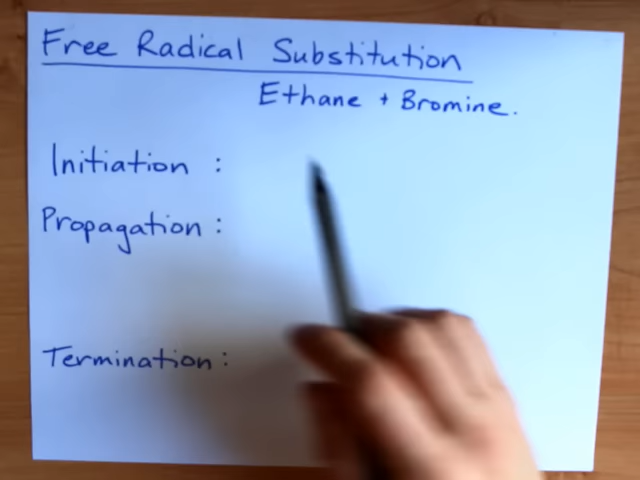 Free Radical Substitution
Ethane + Bromine.
Initiation :
Propagation :
Termination :